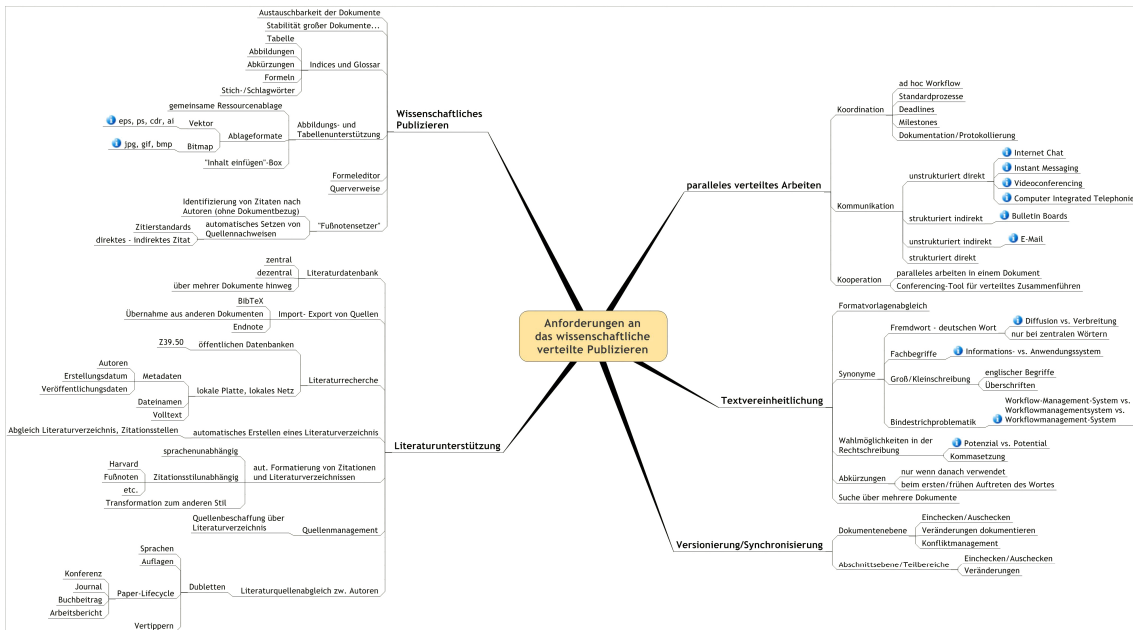 Austauschbarkeit der Dokumente
Stabilität großer Dokumente...
Tabelle
Abbildungen
Abkürzungen
Formeln
Stich-/Schlagwörter
Indices und Glossar
gemeinsame Ressourcenablage
eps, ps, cdr, ai
Vektor
jpg, gif, bmp
Bitmap
Ablageformate
"Inhalt einfügen"-Box
Abbildungs- und
Tabellenunterstützung
Formeleditor
Querverweise
Identifizierung von Zitaten nach
Autoren (ohne Dokumentbezug)
Zitierstandards
direktes - indirektes Zitat
automatisches Setzen von
Quellennachweisen
"Fußnotensetzer"
Wissenschaftliches
Publizieren
zentral
dezentral
über mehrer Dokumente hinweg
Literaturdatenbank
BibTeX
Übernahme aus anderen Dokumenten
Endnote
Import- Export von Quellen
Z39.50
öffentlichen Datenbanken
Autoren
Erstellungsdatum
Veröffentlichungsdaten
Metadaten
Dateinamen
Volltext
lokale Platte, lokales Netz
Literaturrecherche
Abgleich Literaturverzeichnis, Zitationsstellen
automatisches Erstellen eines Literaturverzeichnis
sprachenunabhängig
Harvard
Fußnoten
etc.
Zitationsstilunabhängig
Transformation zum anderen Stil
aut. Formatierung von Zitationen
und Literaturverzeichnissen
Quellenbeschaffung über
Literaturverzeichnis
Quellenmanagement
Sprachen
Auflagen
Konferenz
Journal
Buchbeitrag
Arbeitsbericht
Paper-Lifecycle
Vertippern
Dubletten
Literaturquellenabgleich zw. Autoren
Literaturunterstützung
Anforderungen an
das wissenschaftliche
verteilte Publizieren
paralleles verteiltes Arbeiten
Koordination
ad hoc Workflow
Standardprozesse
Deadlines
Milestones
Dokumentation/Protokollierung
Kommunikation
unstrukturiert direkt
Internet Chat
Instant Messaging
Videoconferencing
Computer Integrated Telephonie
strukturiert indirekt
Bulletin Boards
unstrukturiert indirekt
E-Mail
strukturiert direkt
Kooperation
paralleles arbeiten in einem Dokument
Conferencing-Tool für verteiltes Zusammenführen
Textvereinheitlichung
Formatvorlagenabgleich
Synonyme
Fremdwort - deutschen Wort
Diffusion vs. Verbreitung
nur bei zentralen Wörtern
Fachbegriffe
Informations- vs. Anwendungssystem
Groß/Kleinschreibung
englischer Begriffe
Überschriften
Bindestrichproblematik
Workflow-Management-System vs.
Workflowmanagementsystem vs.
Workflowmanagement-System
Wahlmöglichkeiten in der
Rechtschreibung
Potenzial vs. Potential
Kommasetzung
Abkürzungen
nur wenn danach verwendet
beim ersten/frühen Auftreten des Wortes
Suche über mehrere Dokumente
Versionierung/Synchronisierung
Dokumentenebene
Einchecken/Auschecken
Veränderungen dokumentieren
Konfliktmanagement
Abschnittsebene/Teilbereiche
Einchecken/Auschecken
Veränderungen